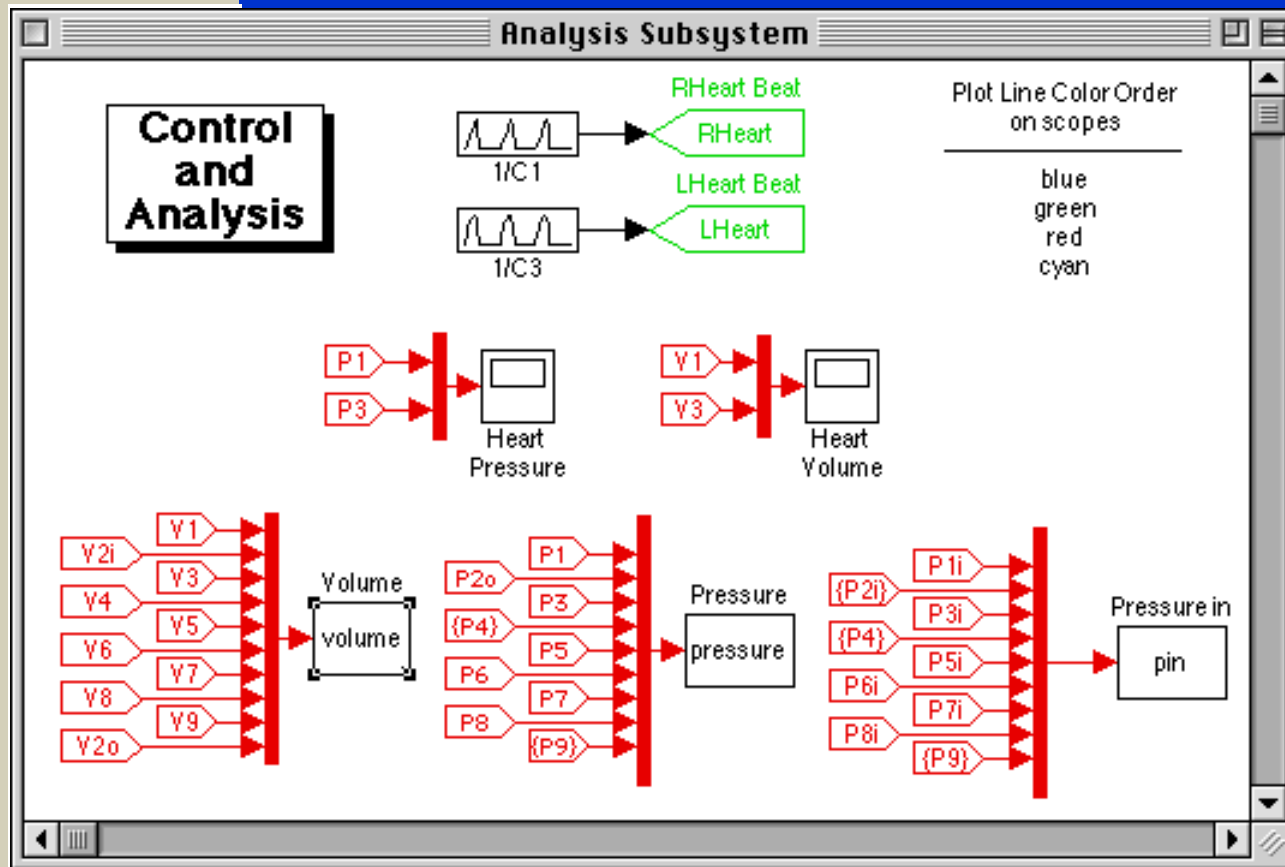 Analysis Subsystem
Control
and
Analysis
RHeart Beat
RHeart
1/C1
LHeart Beat
LHeart
1/C3
Plot Line Color Order
on scopes
blue
green
red
cyan
P1
P3
Heart
Pressure
V1
V3
Heart
Volume
V1
V2i
V3
V4
V5
V6
V7
V8
V9
V2o
Volume
volume
P1
P2o
P3
{P4}
P5
P6
P7
P8
{P9}
Pressure
pressure
P1i
{P2i}
P3i
{P4}
P5i
P6i
P7i
P8i
{P9}
Pressure in
pin